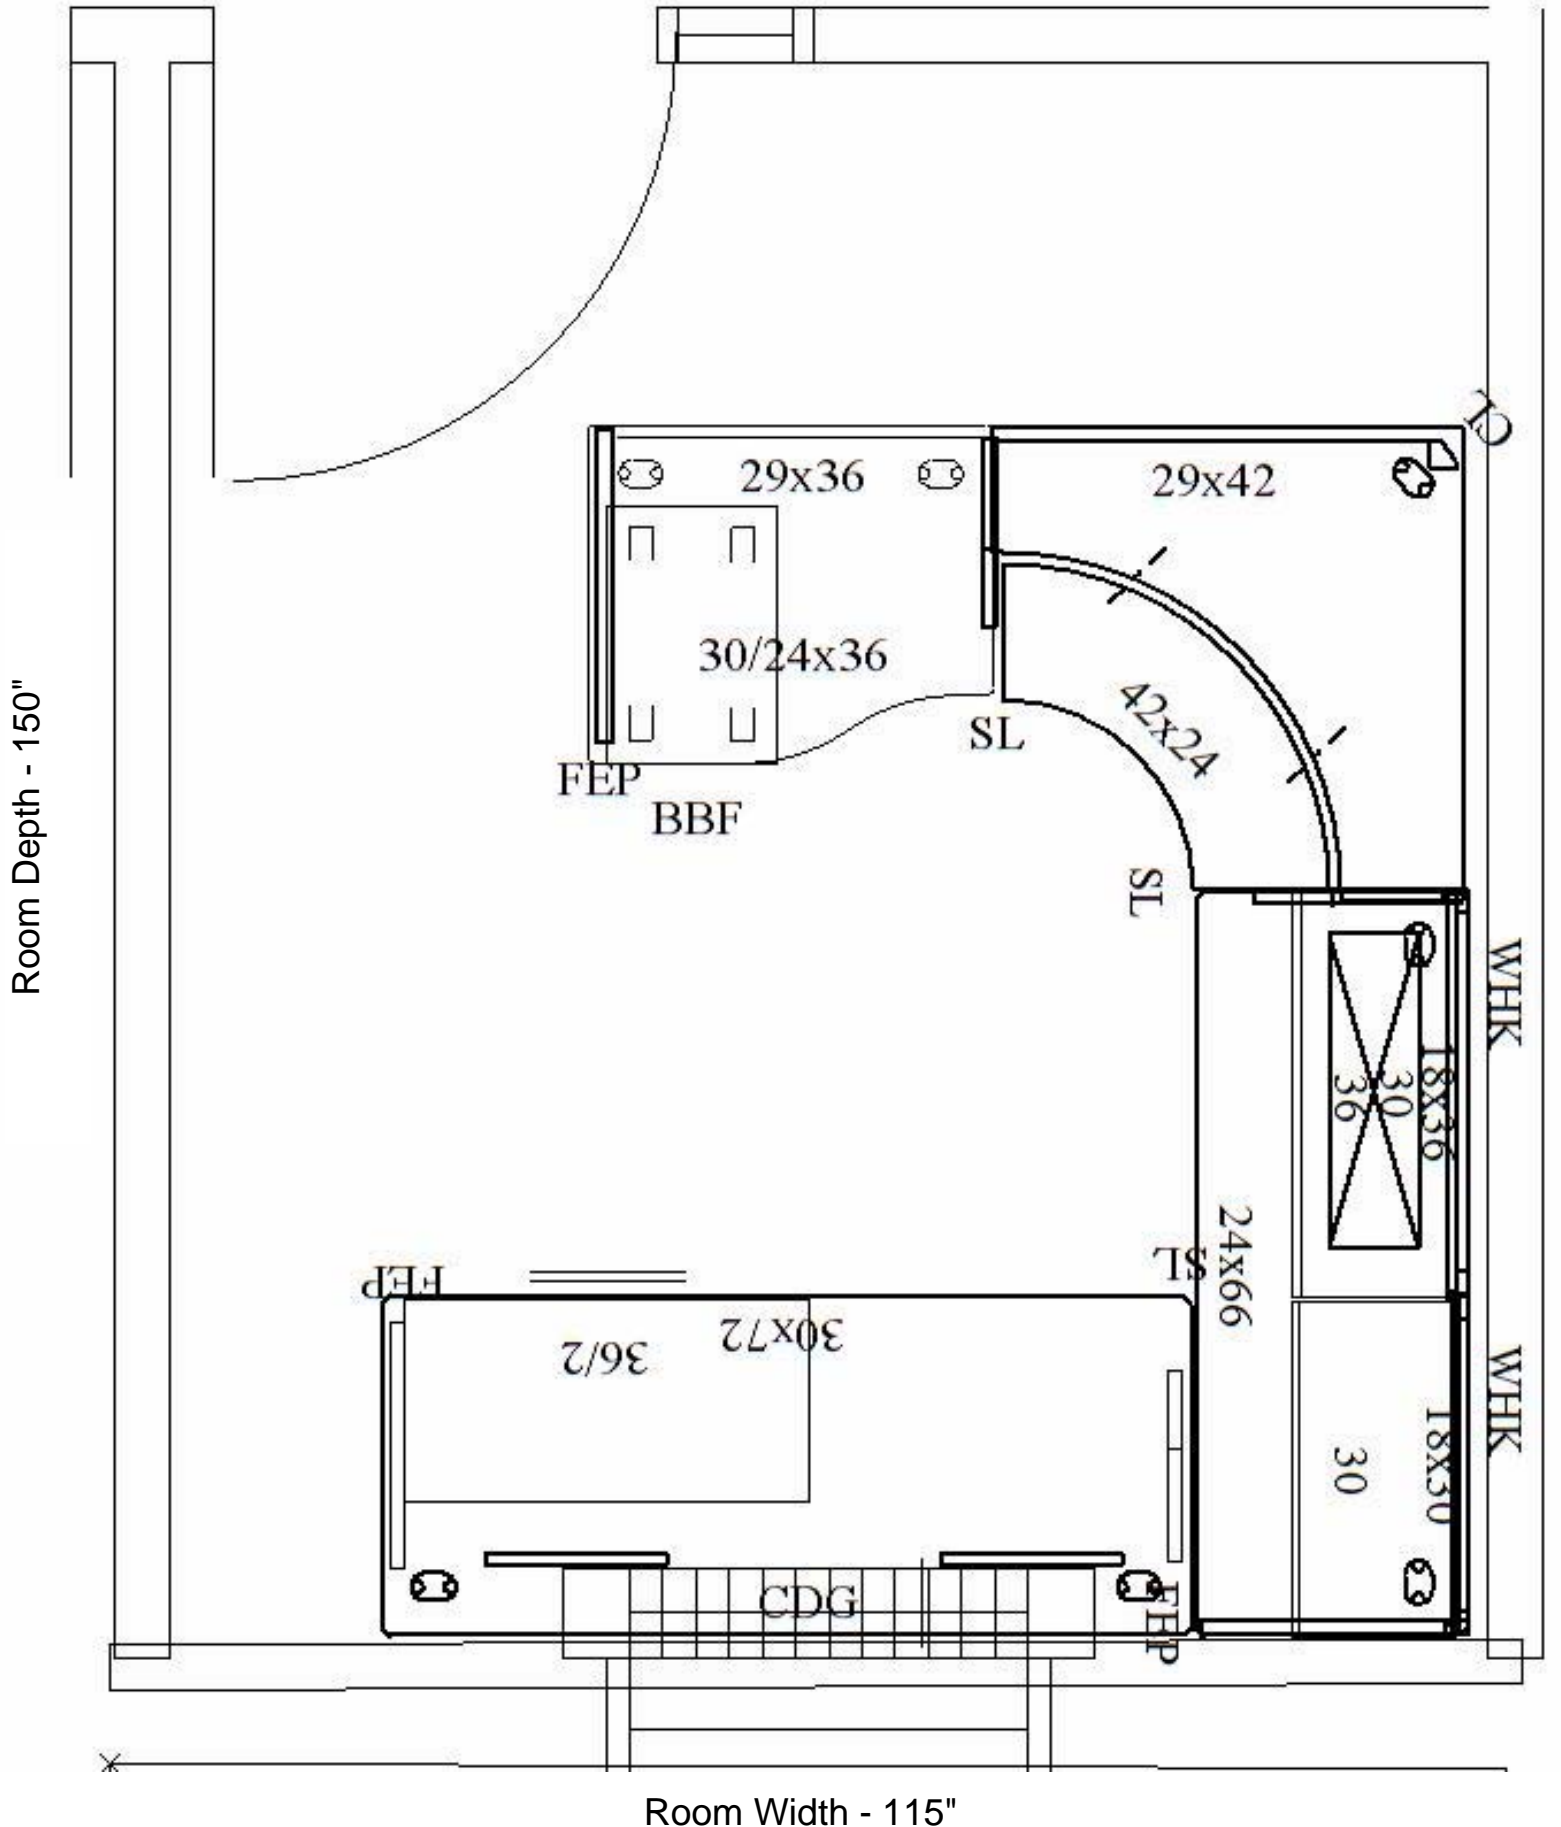 CL
29x36
29x42
30/24x36
42x24
SL
FEP
BBF
SL
WHK
18x36
30
36
Room Depth - 150"
24x66
SL
FEP
30x72
36/2
WHK
18x30
30
CDG
FEP
Room Width - 115"